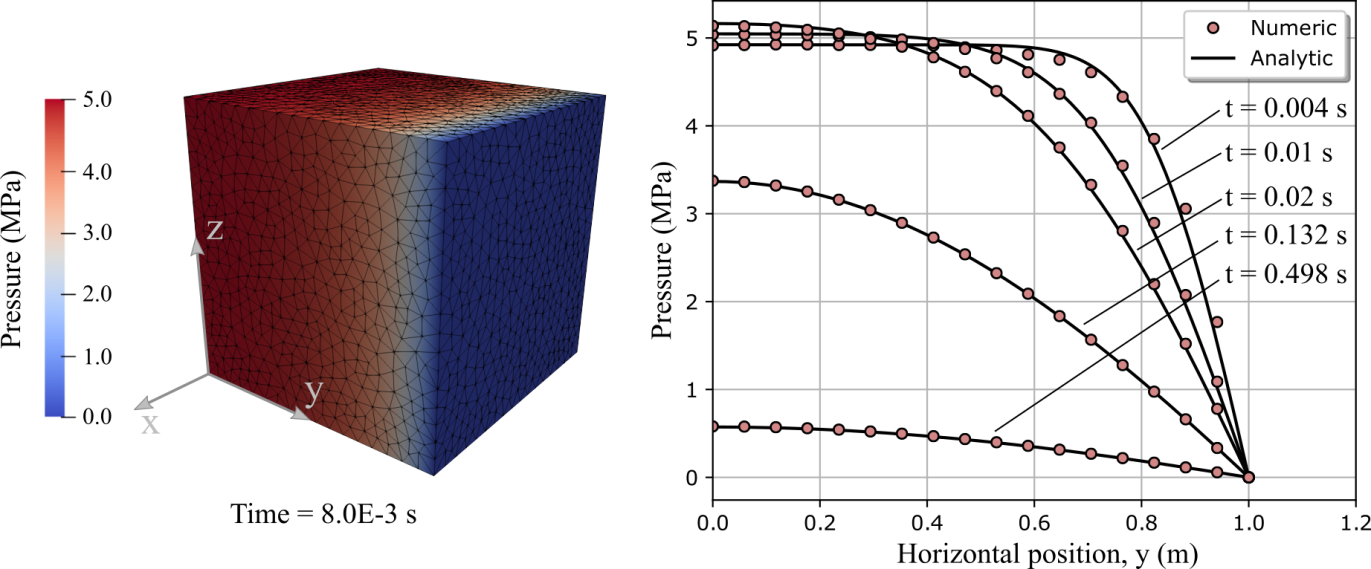 Pressure (MPa)
5.0
4.0
3.0
2.0
1.0
0.0
z
y
x
Time = 8.0E-3 s
Pressure (MPa)
5
4
3
2
1
0
Numeric
Analytic
t = 0.004 s
t = 0.01 s
t = 0.02 s
t = 0.132 s
t = 0.498 s
0.0 0.2 0.4 0.6 0.8 1.0 1.2
Horizontal position, y (m)